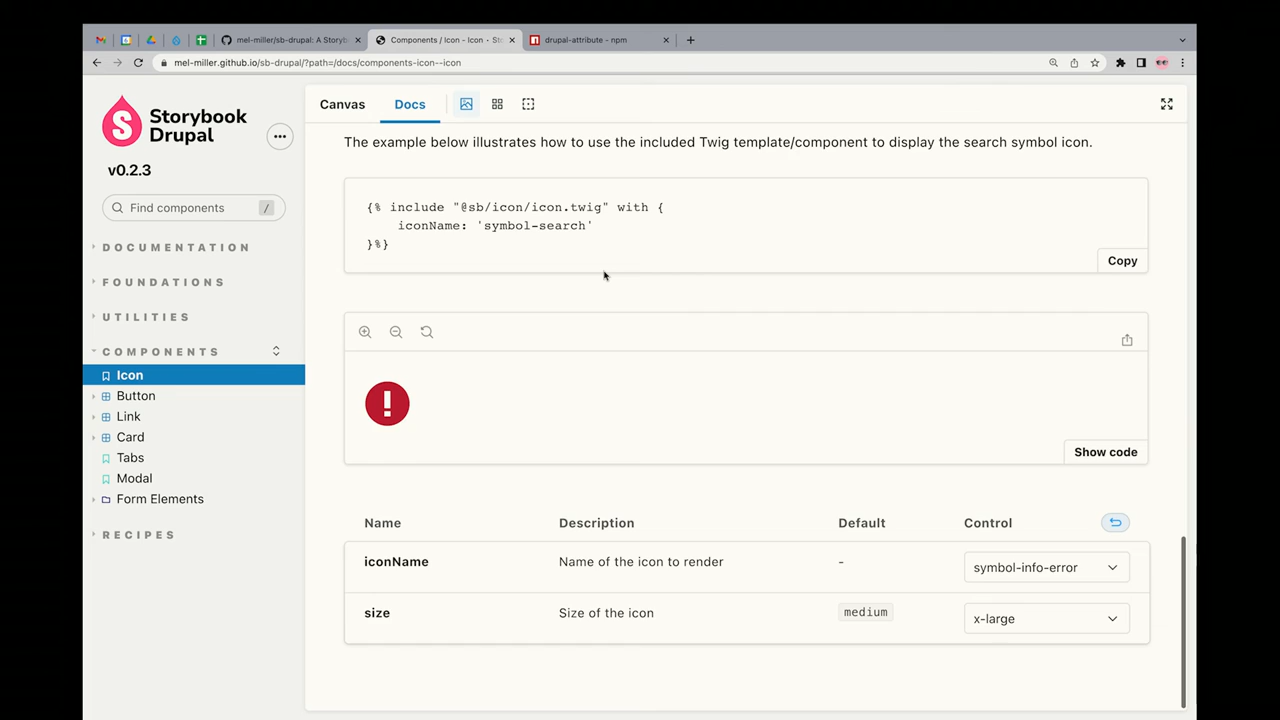 mel-miller/sb-drupal: A Storyb
Components / Icon - Icon • Sto
drupal-attribute - npm
mel-miller.github.io/sb-drupal/?path=/docs/components-icon--icon
Storybook
Drupal
v0.2.3
Find components
/
DOCUMENTATION
FOUNDATIONS
UTILITIES
COMPONENTS
Icon
Button
Link
Card
Tabs
Modal
Form Elements
RECIPES
Canvas
Docs
The example below illustrates how to use the included Twig template/component to display the search symbol icon.
{% include "@sb/icon/icon.twig" with {
iconName: 'symbol-search'
}%}
Copy
Show code
Name Description Default Control
iconName Name of the icon to render - symbol-info-error
size Size of the icon medium x-large